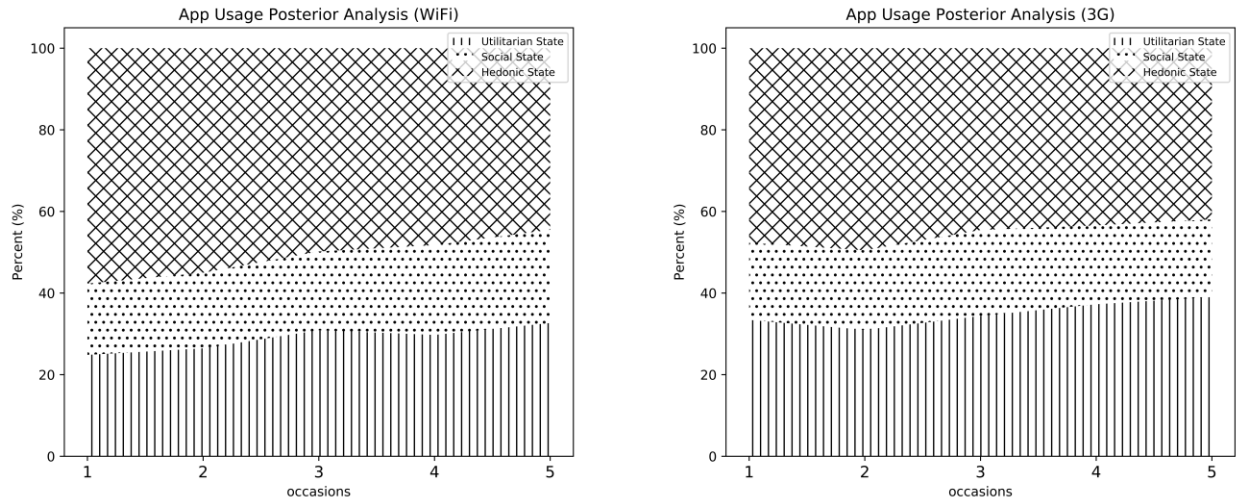 App Usage Posterior Analysis (WiFi)
Utilitarian State
Social State
Hedonic State
100
80
60
40
20
0
Percent (%)
1 2 3 4 5
occasions
App Usage Posterior Analysis (3G)
Utilitarian State
Social State
Hedonic State
100
80
60
40
20
0
Percent (%)
1 2 3 4 5
occasions